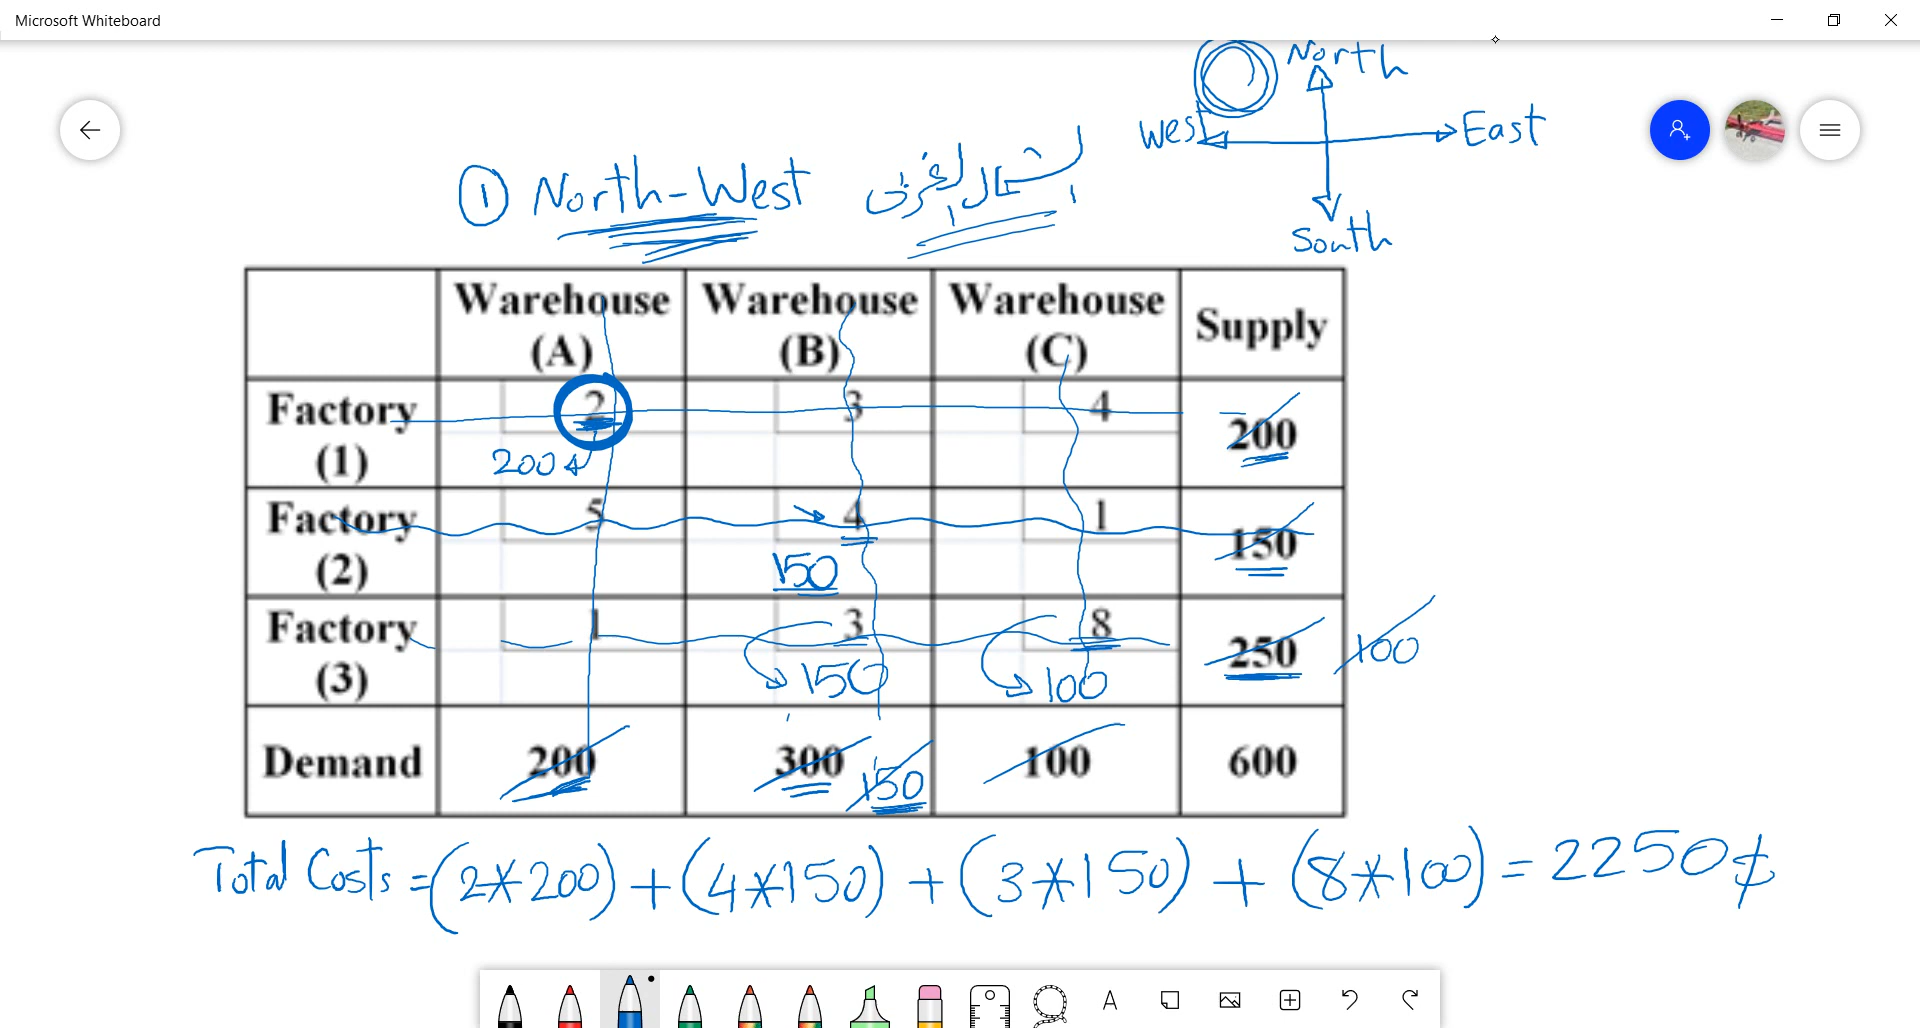 Microsoft Whiteboard
North
West East
South
① North-West الشمال الغربى
Warehouse (A) Warehouse (B) Warehouse (C) Supply
Factory (1) 2 3 4 200
200
Factory (2) 5 4 1 150
150
Factory (3) 1 3 8 250 100
150 100
Demand 200 300 150 100 600
Total Costs = (2*200) + (4*150) + (3*150) + (8*100) = 2250 $